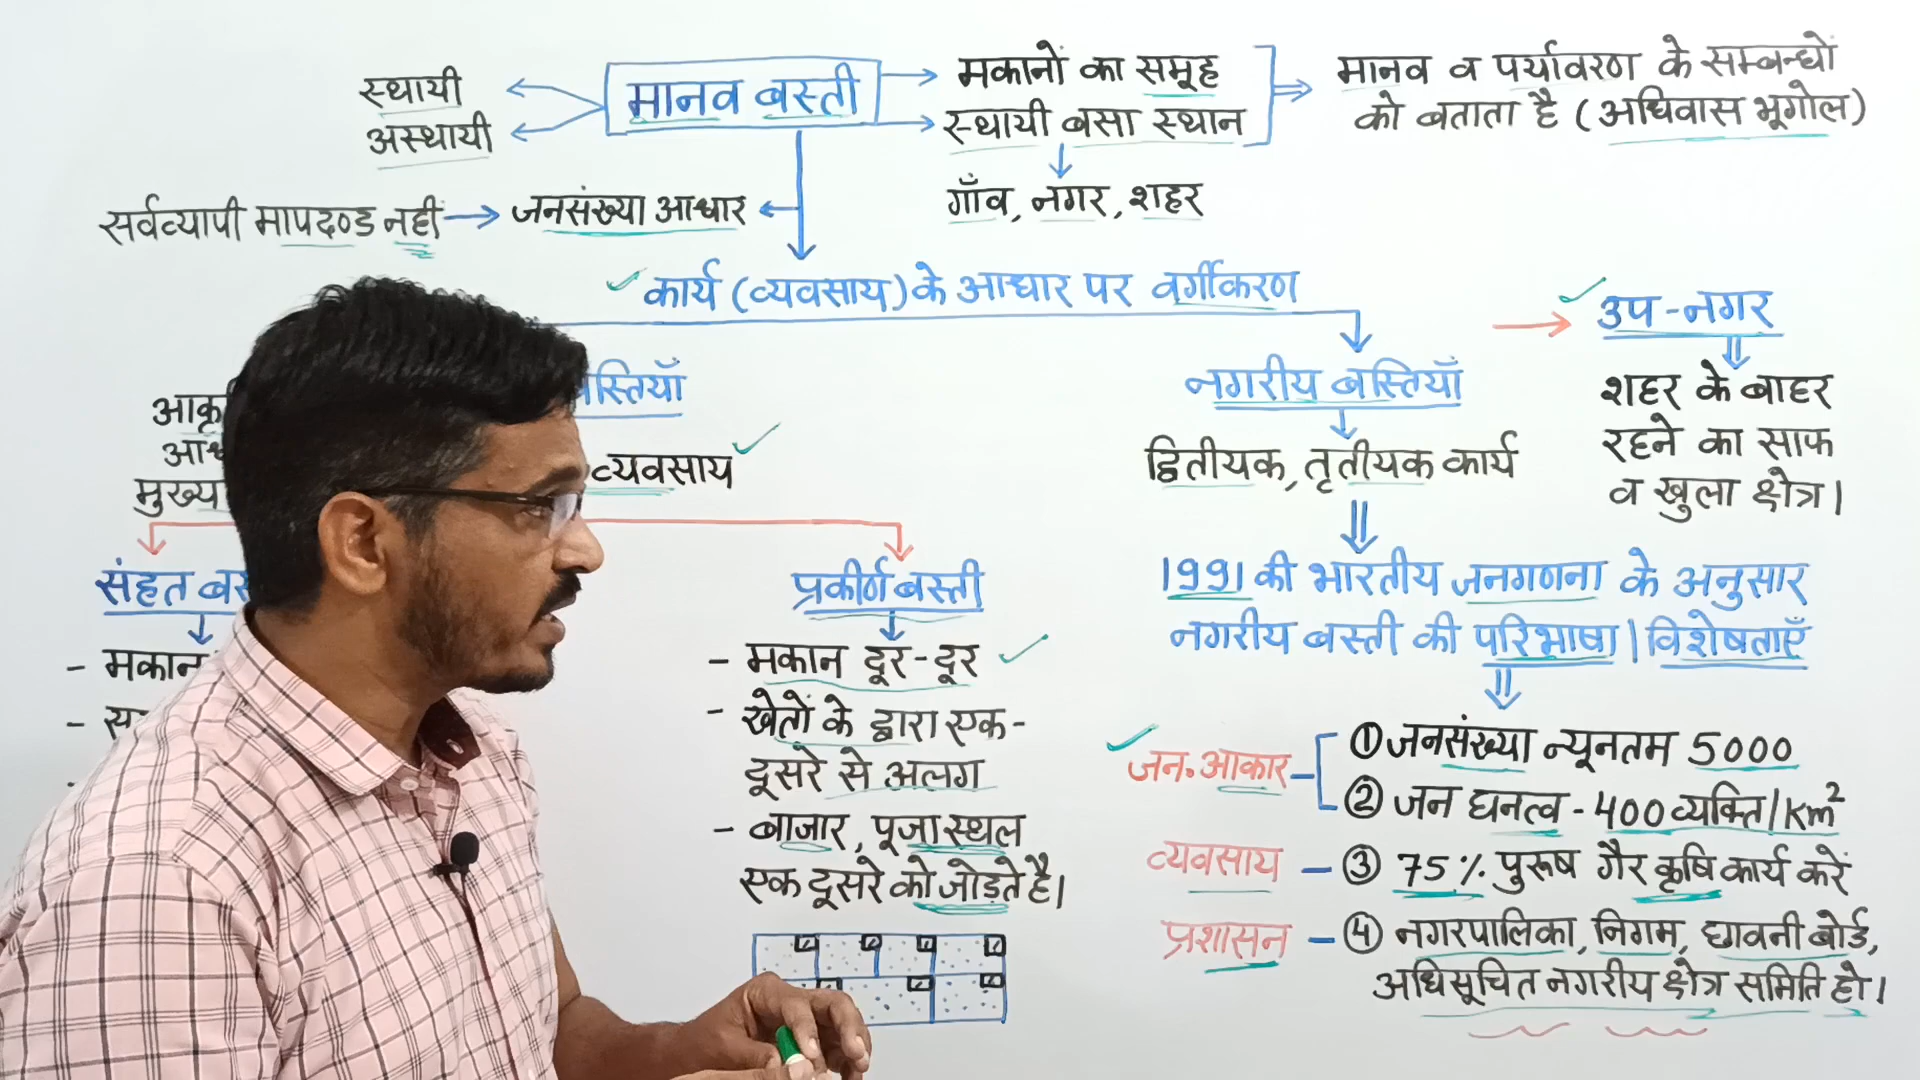 स्थायी
अस्थायी
मानव बस्ती
मकानों का समूह
स्थायी बसा स्थान
गाँव, नगर, शहर
मानव व पर्यावरण के सम्बन्धों
को बताता है (अधिवास भूगोल)
सर्वव्यापी मापदण्ड नहीं
जनसंख्या आधार
कार्य (व्यवसाय) के आधार पर वर्गीकरण
बस्तियाँ
व्यवसाय
संहत
- मकान
प्रकीर्ण बस्ती
- मकान दूर-दूर
- खेतों के द्वारा एक-
दूसरे से अलग
- बाजार, पूजा स्थल
एक दूसरे को जोड़ते है।
नगरीय बस्तियाँ
द्वितीयक, तृतीयक कार्य
उप-नगर
शहर के बाहर
रहने का साफ
व खुला क्षेत्र।
1991 की भारतीय जनगणना के अनुसार
नगरीय बस्ती की परिभाषा | विशेषताएँ
जन. आकार
① जनसंख्या न्यूनतम 5000
② जन घनत्व - 400 व्यक्ति/Km²
व्यवसाय - ③ 75% पुरूष गैर कृषि कार्य करें
प्रशासन - ④ नगरपालिका, निगम, छावनी बोर्ड,
अधिसूचित नगरीय क्षेत्र समिति हो।